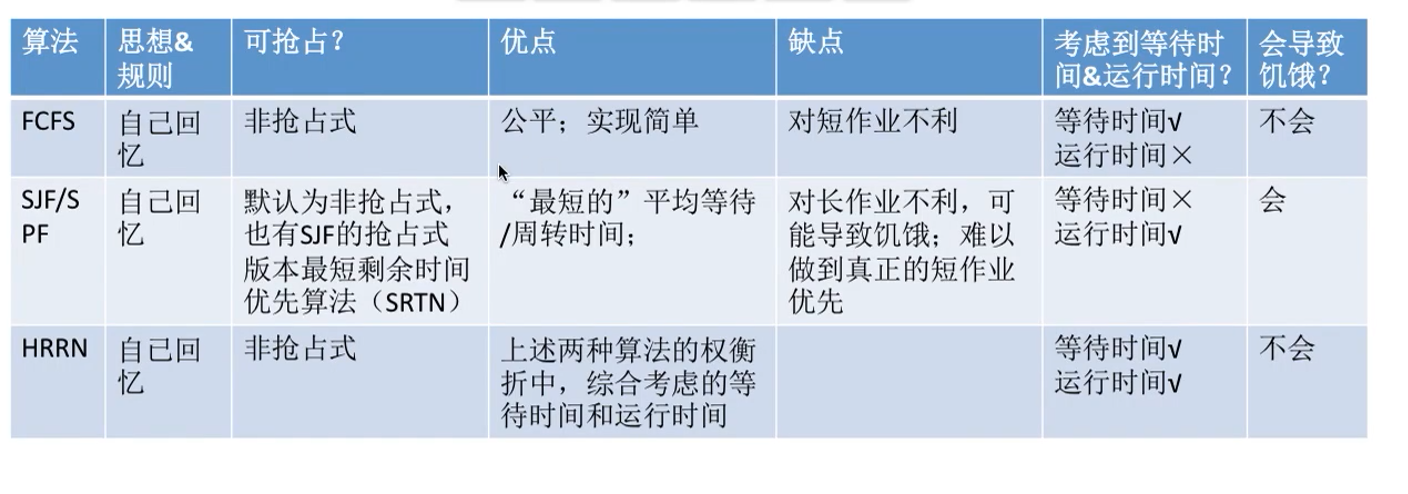 算法
思想&
规则
可抢占？
优点
缺点
考虑到等待时
间&运行时间？
会导致
饥饿？
FCFS
自己回
忆
非抢占式
公平；实现简单
对短作业不利
等待时间√
运行时间×
不会
SJF/S
PF
自己回
忆
默认为非抢占式，
也有SJF的抢占式
版本最短剩余时间
优先算法（SRTN）
“最短的”平均等待
/周转时间；
对长作业不利，可
能导致饥饿；难以
做到真正的短作业
优先
等待时间×
运行时间√
会
HRRN
自己回
忆
非抢占式
上述两种算法的权衡
折中，综合考虑的等
待时间和运行时间
等待时间√
运行时间√
不会